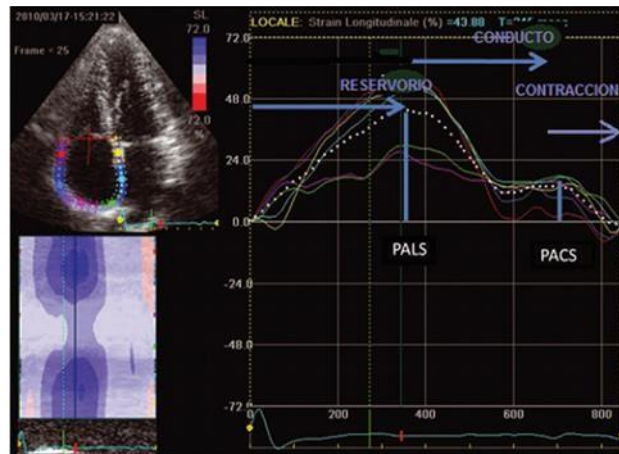 2010/03/17-15:21:22
Frame = 25
SL
72.0
72.0
%
LOCALE: Strain Longitudinale (%) =43.88
CONDUCTO
RESERVORIO
CONTRACCION
PALS
PACS
72.0
48.0
24.0
0.0
-24.0
-48.0
-72
200
400
600
800